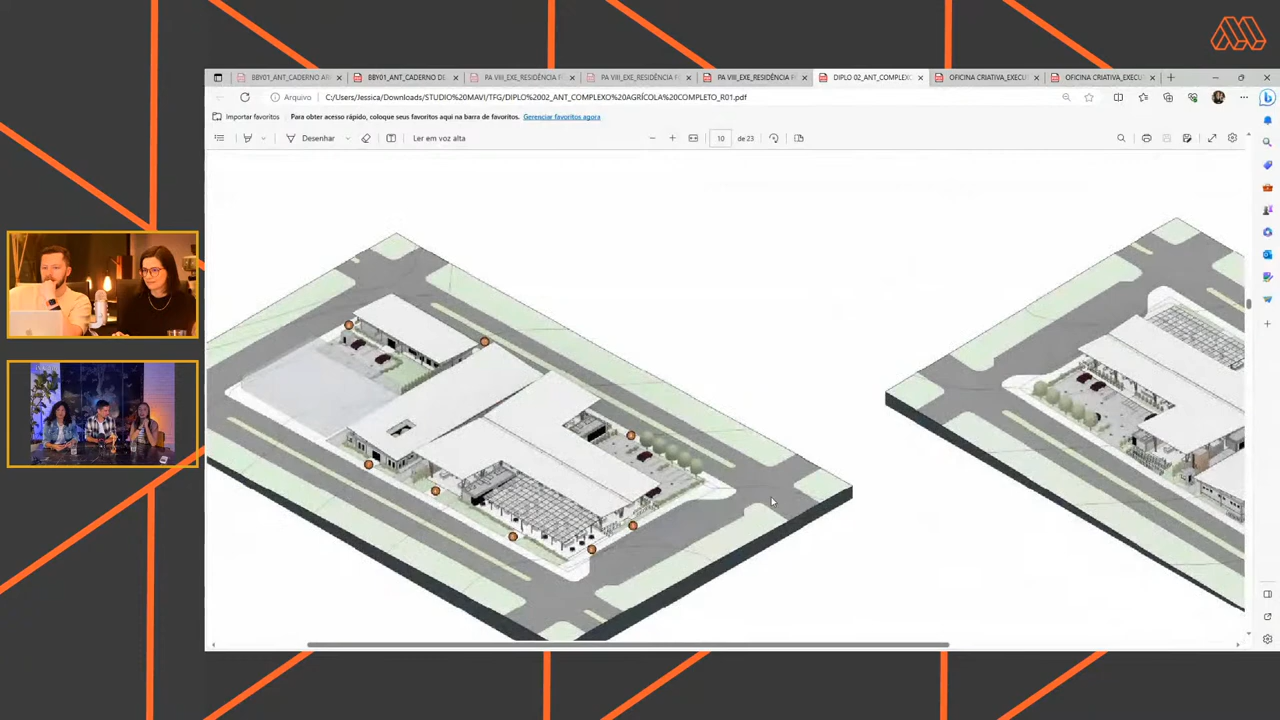 BBY01_ANT_CADERNO AR
BBY01_ANT_CADERNO DE
PA VIII_EXE_RESIDÊNCIA F
PA VIII_EXE_RESIDÊNCIA F
PA VIII_EXE_RESIDÊNCIA F
DIPLO 02_ANT_COMPLEXO
OFICINA CRIATIVA_EXECU
OFICINA CRIATIVA_EXECUT
Arquivo
C:/Users/Jessica/Downloads/STUDIO%20MAVI/TFG/DIPLO%2002_ANT_COMPLEXO%20AGRÍCOLA%20COMPLETO_R01.pdf
Importar favoritos
Para obter acesso rápido, coloque seus favoritos aqui na barra de favoritos. Gerenciar favoritos agora
Desenhar
Ler em voz alta
10 de 23